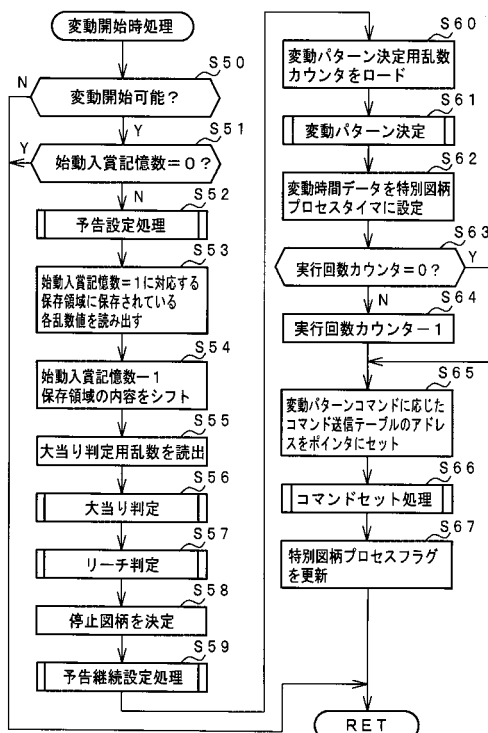 変動開始時処理
S50
N
変動開始可能?
Y
S51
Y
始動入賞記憶数=0?
N
S52
予告設定処理
S53
始動入賞記憶数=1に対応する
保存領域に保存されている
各乱数値を読み出す
S54
始動入賞記憶数-1
保存領域の内容をシフト
S55
大当り判定用乱数を読出
S56
大当り判定
S57
リーチ判定
S58
停止図柄を決定
S59
予告継続設定処理
S60
変動パターン決定用乱数
カウンタをロード
S61
変動パターン決定
S62
変動時間データを特別図柄
プロセスタイマに設定
S63
実行回数カウンター=0?
Y
N
S64
実行回数カウンター-1
S65
変動パターンコマンドに応じた
コマンド送信テーブルのアドレス
をポインタにセット
S66
コマンドセット処理
S67
特別図柄プロセスフラグ
を更新
RET